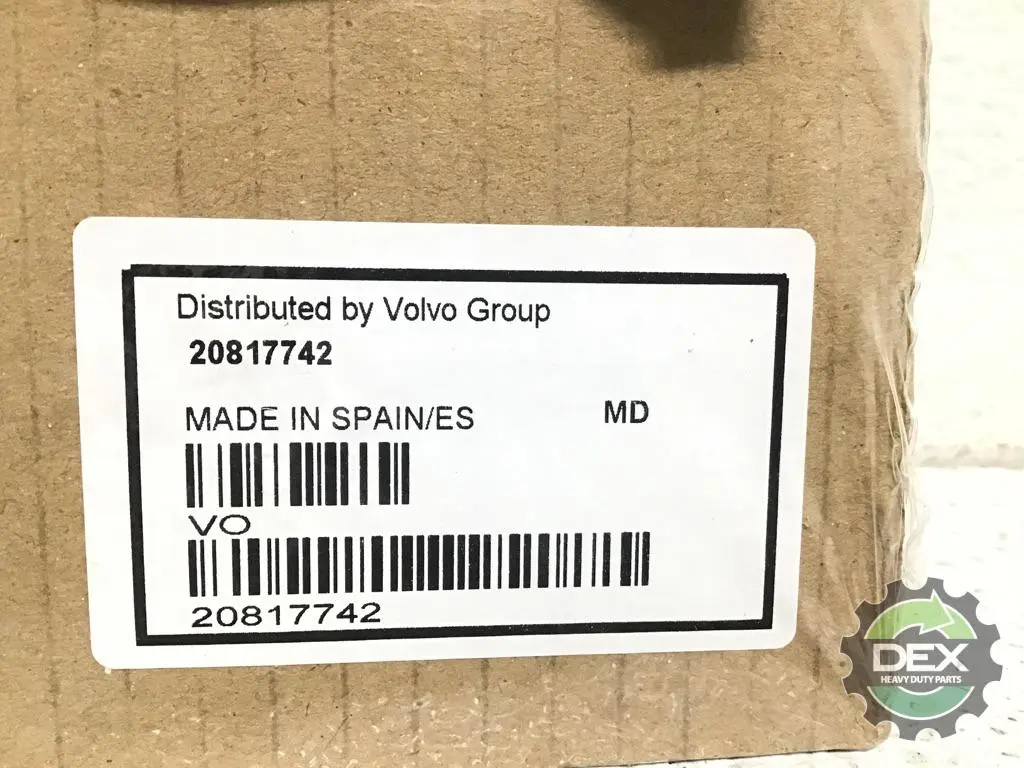 Distributed by Volvo Group
20817742
MADE IN SPAIN/ES MD
VO
20817742
DEX
HEAVY DUTY PARTS